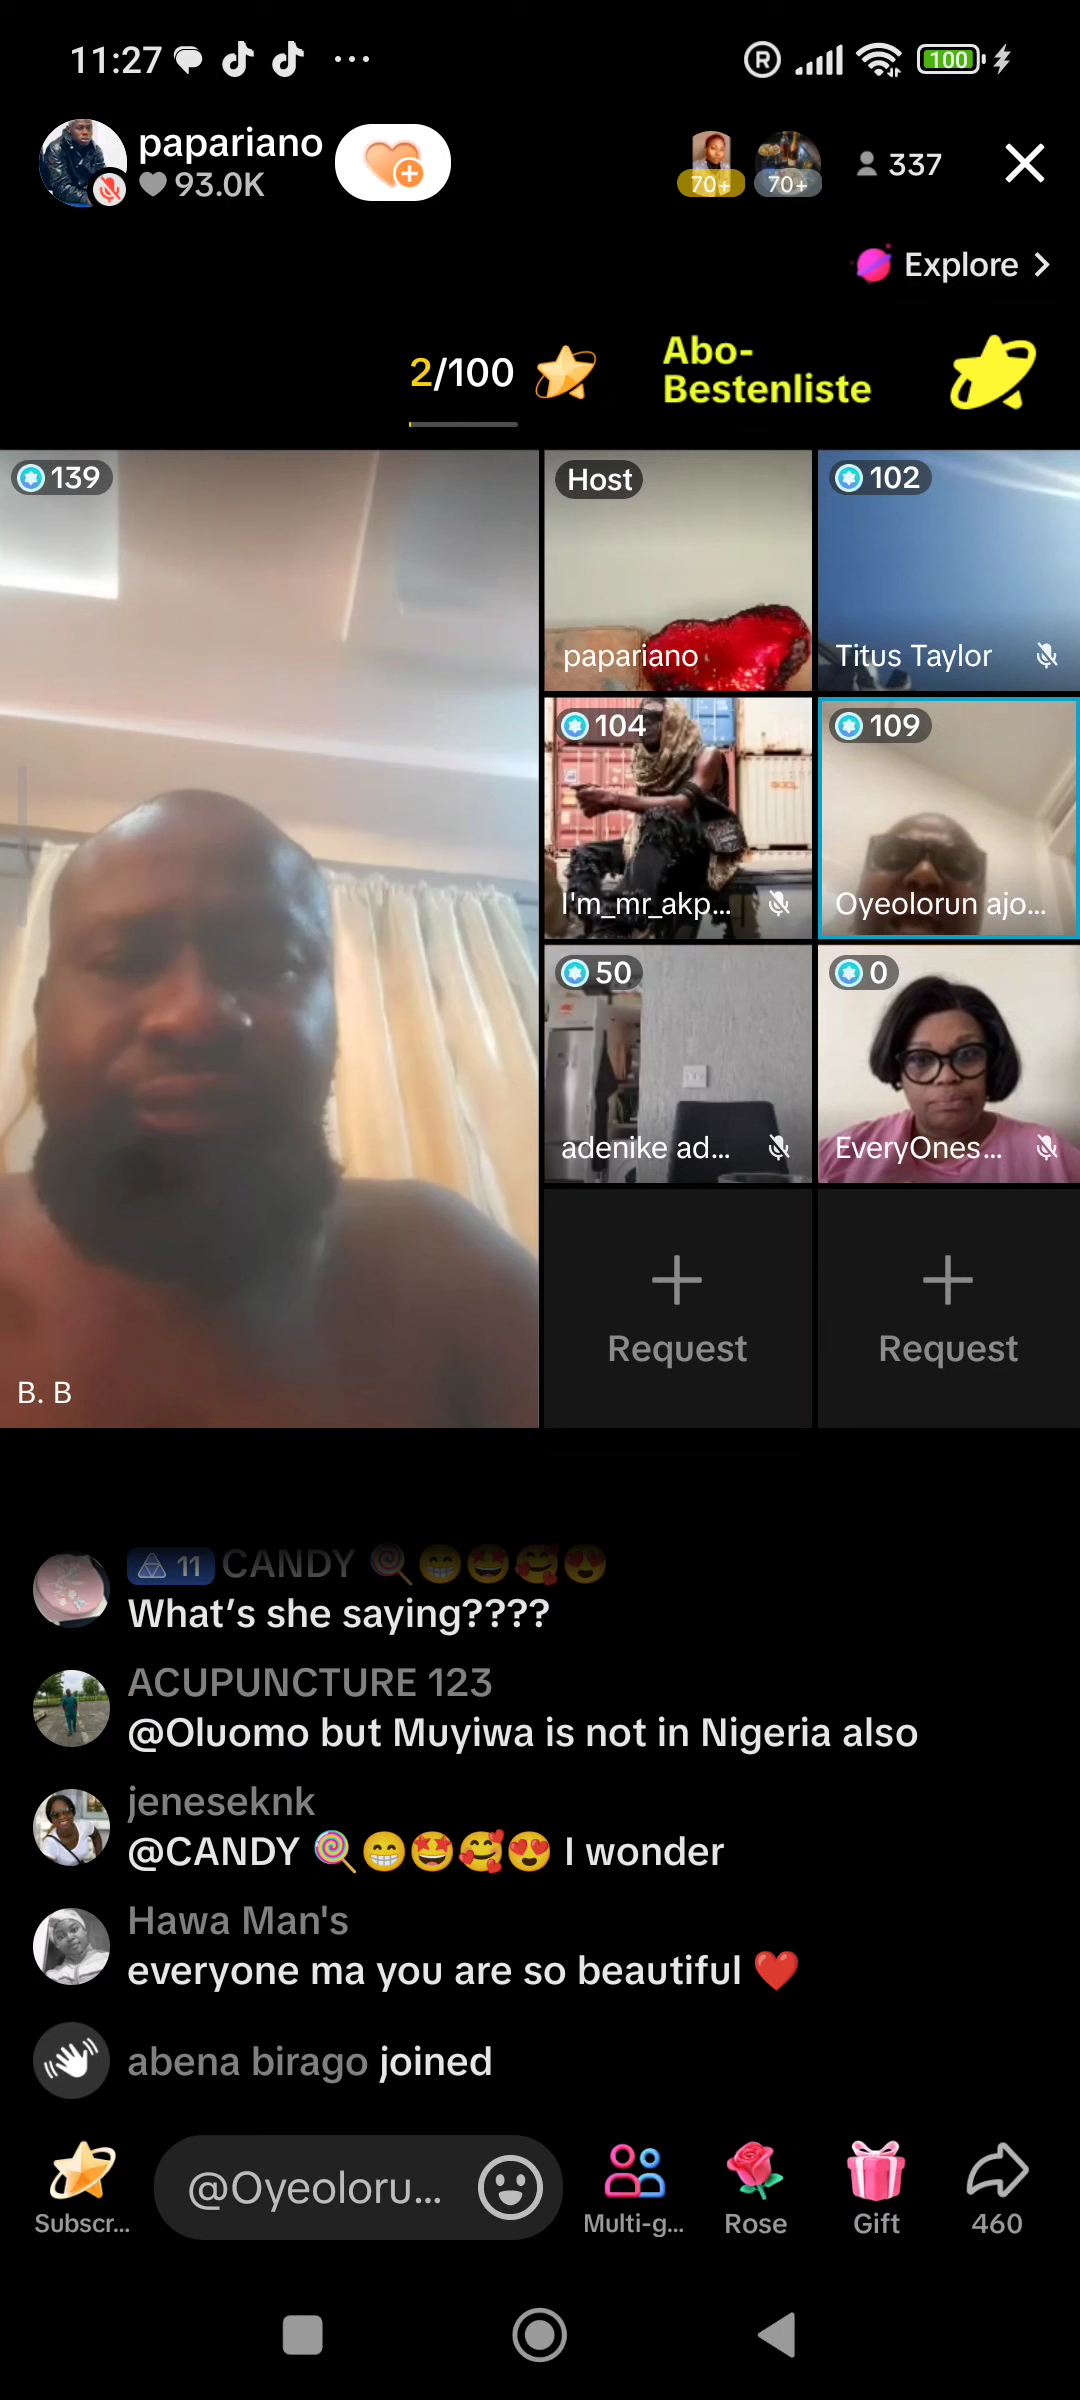 11:27
100
papariano
93.0K
70+
70+
337
Explore
2/100
Abo-
Bestenliste
139
Host
102
papariano
Titus Taylor
104
109
I'm_mr_akp...
Oyeolorun ajo...
50
0
adenike ad...
EveryOnes...
B. B
Request
Request
11 CANDY 🍭😁🤩🥰😍
What's she saying????
ACUPUNCTURE 123
@Oluomo but Muyiwa is not in Nigeria also
jeneseknk
@CANDY 🍭😁🤩🥰😍 I wonder
Hawa Man's
everyone ma you are so beautiful ❤️
abena birago joined
@Oyeoloru...
Subscr...
Multi-g...
Rose
Gift
460